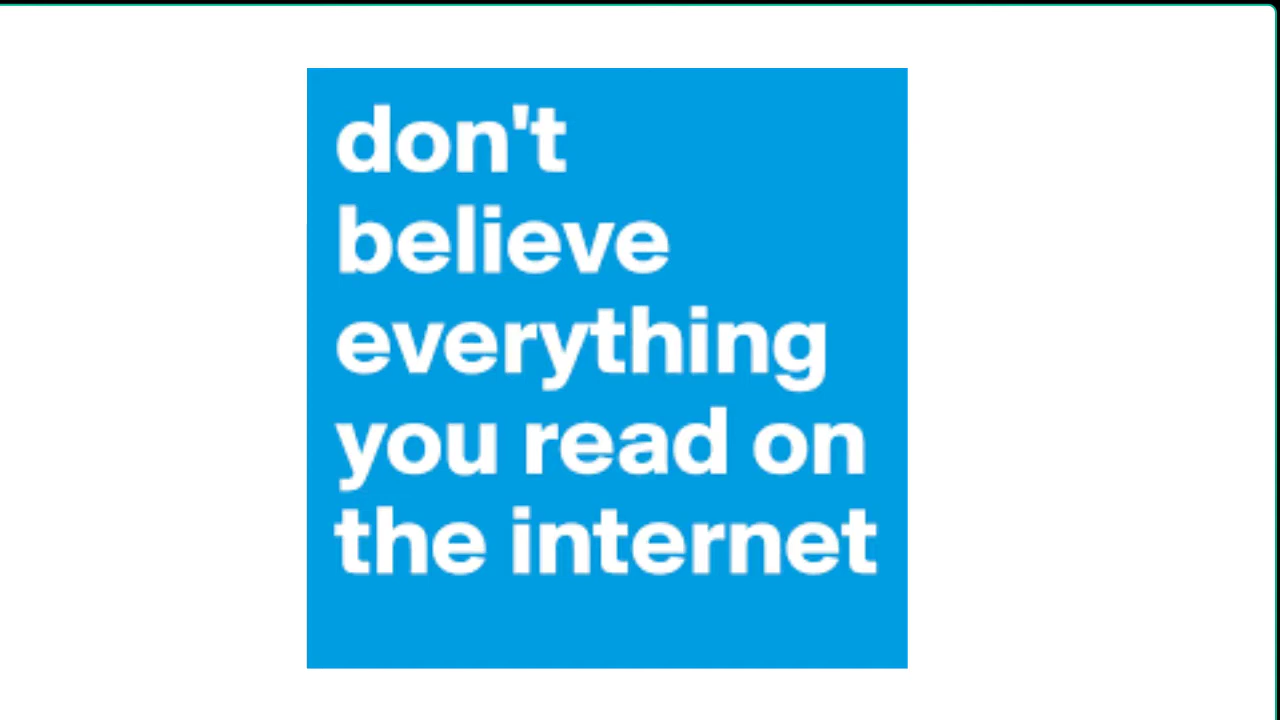 don't
believe
everything
you read on
the internet